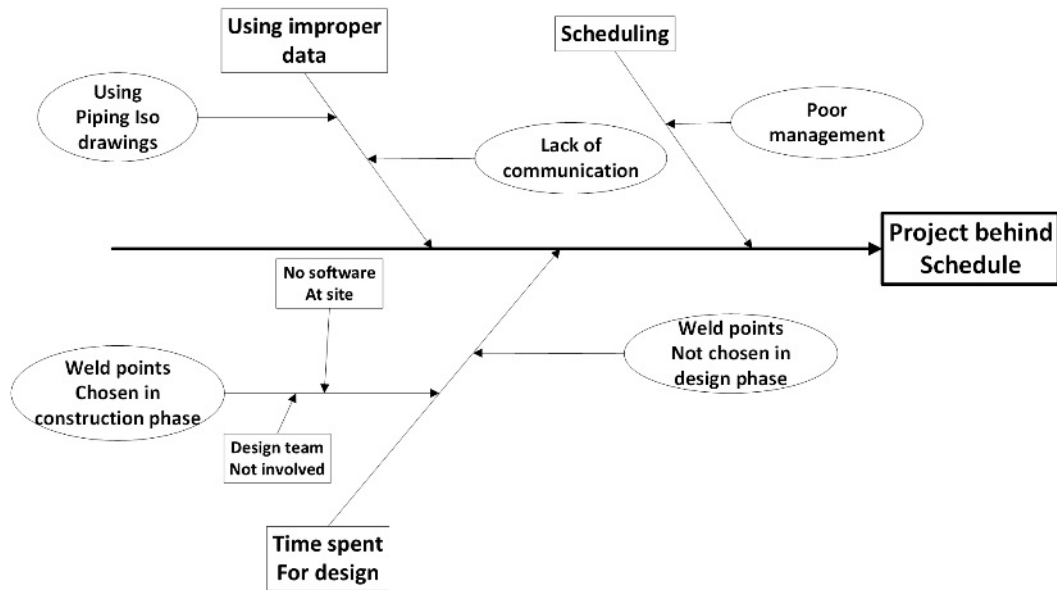 Using improper
data
Scheduling
Using
Piping Iso
drawings
Poor
management
Lack of
communication
Project behind
Schedule
No software
At site
Weld points
Not chosen in
design phase
Weld points
Chosen in
construction phase
Design team
Not involved
Time spent
For design